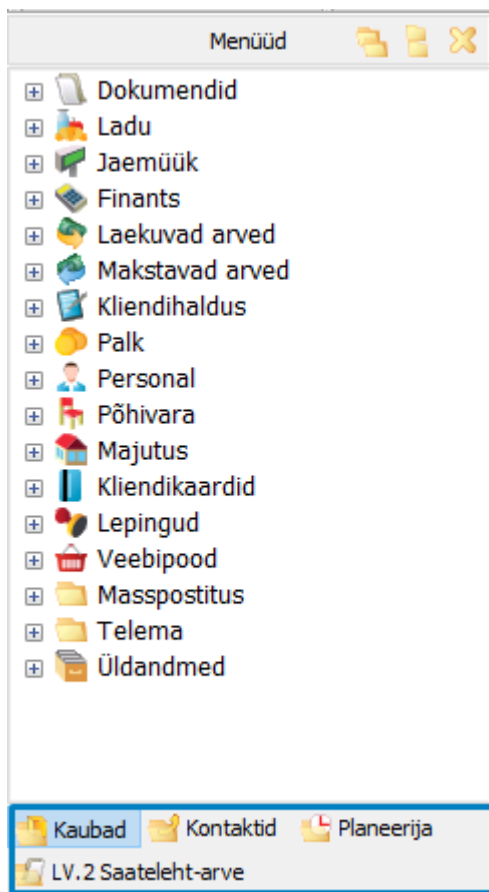 Menüüd
Dokumendid
Ladu
Jaemüük
Finants
Laekuvad arved
Makstavad arved
Kliendihaldus
Palk
Personal
Põhivara
Majutus
Kliendikaardid
Lepingud
Veebipood
Masspostitus
Telema
Üldandmed
Kaubad Kontaktid Planeerija
LV.2 Saateleht-arve